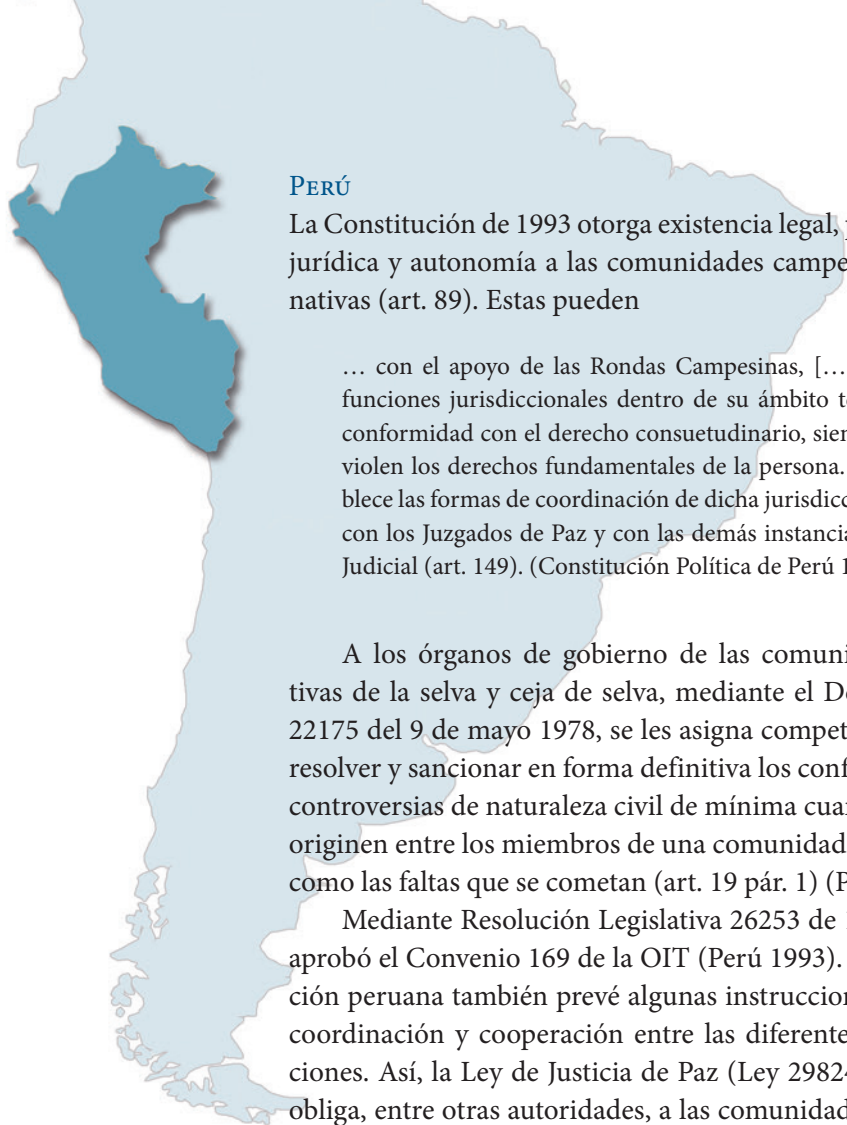 Perú
La Constitución de 1993 otorga existencia legal,
jurídica y autonomía a las comunidades campe
nativas (art. 89). Estas pueden
… con el apoyo de las Rondas Campesinas, […
funciones jurisdiccionales dentro de su ámbito te
conformidad con el derecho consuetudinario, siem
violen los derechos fundamentales de la persona.
blece las formas de coordinación de dicha jurisdicc
con los Juzgados de Paz y con las demás instancia
Judicial (art. 149). (Constitución Política de Perú 1
A los órganos de gobierno de las comuni
tivas de la selva y ceja de selva, mediante el De
22175 del 9 de mayo 1978, se les asigna compet
resolver y sancionar en forma definitiva los conf
controversias de naturaleza civil de mínima cuan
originen entre los miembros de una comunidad
como las faltas que se cometan (art. 19 pár. 1) (P
Mediante Resolución Legislativa 26253 de 1
aprobó el Convenio 169 de la OIT (Perú 1993).
ción peruana también prevé algunas instruccion
coordinación y cooperación entre las diferente
ciones. Así, la Ley de Justicia de Paz (Ley 29824
obliga, entre otras autoridades, a las comunidad